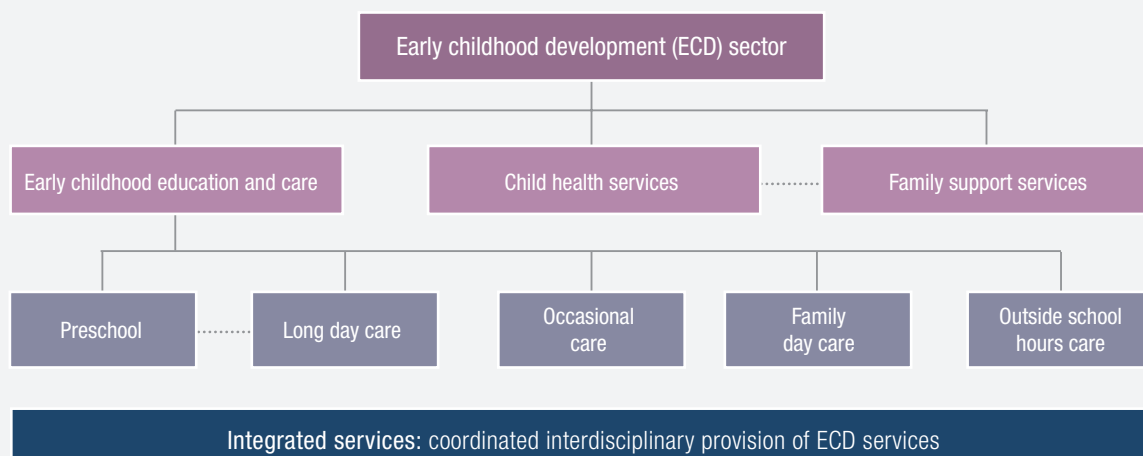 Early childhood development (ECD) sector
Early childhood education and care
Child health services
Family support services
Preschool
Long day care
Occasional
care
Family
day care
Outside school
hours care
Integrated services: coordinated interdisciplinary provision of ECD services